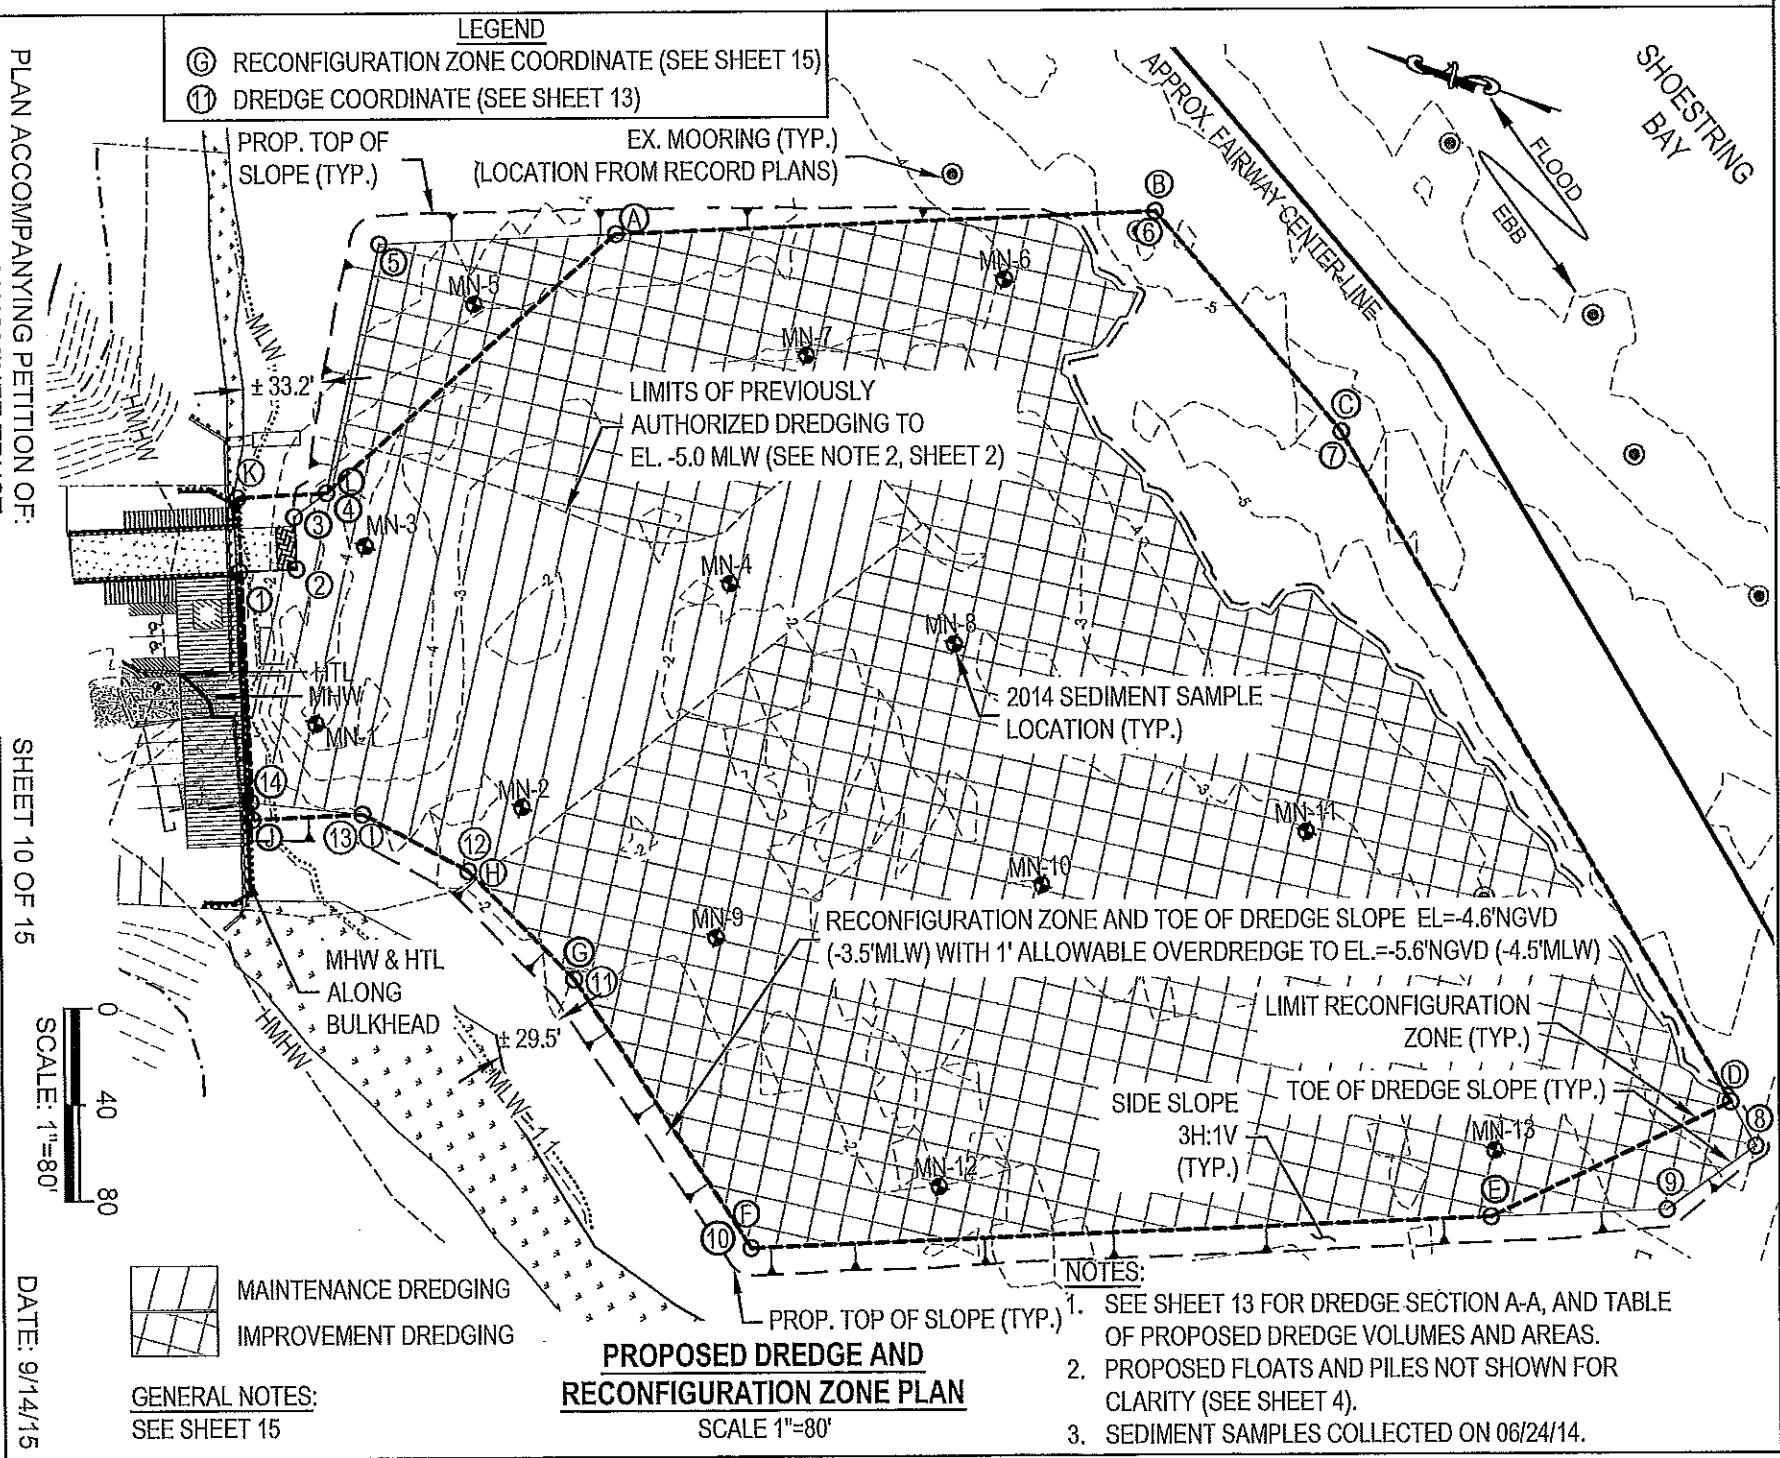 LEGEND
G RECONFIGURATION ZONE COORDINATE (SEE SHEET 15)
11 DREDGE COORDINATE (SEE SHEET 13)
PLAN ACCOMPANYING PETITION OF:
SHEET 10 OF 15
DATE: 9/14/15
PROP. TOP OF
SLOPE (TYP.)
EX. MOORING (TYP.)
(LOCATION FROM RECORD PLANS)
APPROX. FAIRWAY CENTER LINE
SHOESTRING
BAY
FLOOD
EBB
A
B
6
5
MN-5
MN-6
MN-7
-5
MLW
HMHW
± 33.2'
LIMITS OF PREVIOUSLY
AUTHORIZED DREDGING TO
EL. -5.0 MLW (SEE NOTE 2, SHEET 2)
C
7
-5
K
L
3
4
MN-3
2
1
MN-4
MN-8
HTL
MHW
MN-1
2014 SEDIMENT SAMPLE
LOCATION (TYP.)
14
J
13
I
MN-2
12
H
MN-11
MN-10
MN-9
RECONFIGURATION ZONE AND TOE OF DREDGE SLOPE EL=-4.6'NGVD
(-3.5'MLW) WITH 1' ALLOWABLE OVERDREDGE TO EL.=-5.6'NGVD (-4.5'MLW)
G
11
MHW & HTL
ALONG
BULKHEAD
HMHW
± 29.5'
MLW=-1.1
LIMIT RECONFIGURATION
ZONE (TYP.)
TOE OF DREDGE SLOPE (TYP.)
SIDE SLOPE
3H:1V
(TYP.)
D
8
MN-13
MN-12
E
9
F
10
0
40
80
SCALE: 1"=80'
MAINTENANCE DREDGING
IMPROVEMENT DREDGING
PROP. TOP OF SLOPE (TYP.)
GENERAL NOTES:
SEE SHEET 15
PROPOSED DREDGE AND
RECONFIGURATION ZONE PLAN
SCALE 1"=80'
NOTES:
1. SEE SHEET 13 FOR DREDGE SECTION A-A, AND TABLE
OF PROPOSED DREDGE VOLUMES AND AREAS.
2. PROPOSED FLOATS AND PILES NOT SHOWN FOR
CLARITY (SEE SHEET 4).
3. SEDIMENT SAMPLES COLLECTED ON 06/24/14.